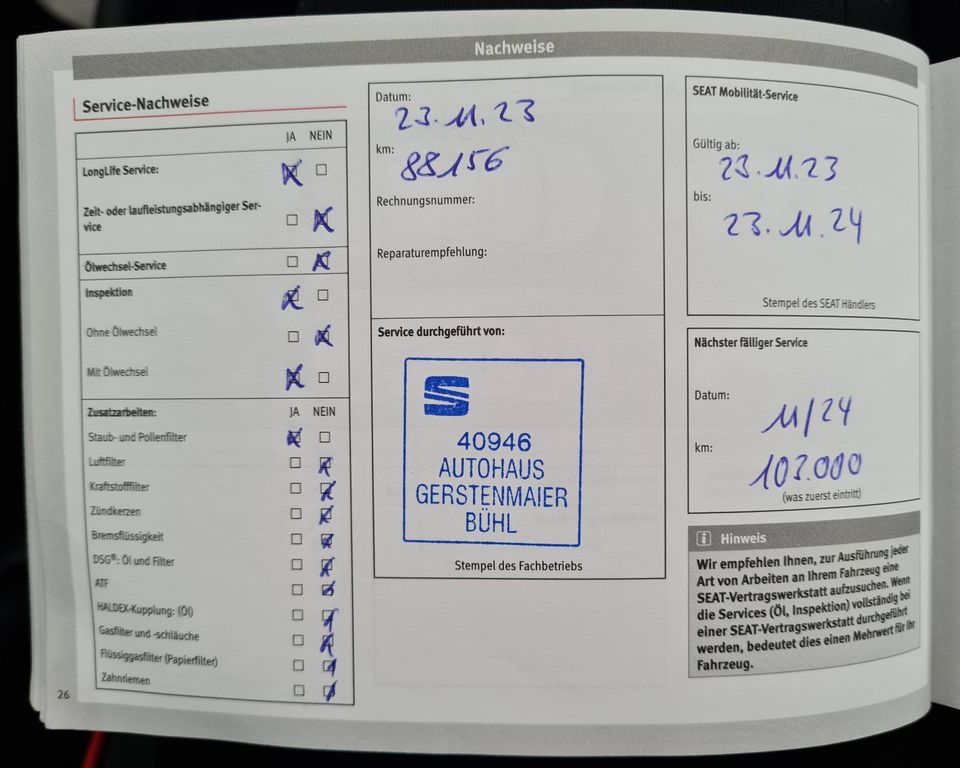 Nachweise
Service-Nachweise
JA NEIN
LongLife Service:
Zeit- oder laufleistungsabhängiger Ser-
vice
Ölwechsel-Service
Inspektion
Ohne Ölwechsel
Mit Ölwechsel
Zusatzarbeiten: JA NEIN
Staub- und Pollenfilter
Luftfilter
Kraftstofffilter
Zündkerzen
Bremsflüssigkeit
DSG®: Öl und Filter
ATF
HALDEX-Kupplung: (Öl)
Gasfilter und -schläuche
Flüssiggasfilter (Papierfilter)
Zahnriemen
26
Datum:
23.11.23
km:
88156
Rechnungsnummer:
Reparaturempfehlung:
Service durchgeführt von:
40946
AUTOHAUS
GERSTENMAIER
BÜHL
Stempel des Fachbetriebs
SEAT Mobilität-Service
Gültig ab:
23.11.23
bis:
23.11.24
Stempel des SEAT Händlers
Nächster fälliger Service
Datum:
11/24
km:
103.000
(was zuerst eintritt)
i Hinweis
Wir empfehlen Ihnen, zur Ausführung jeder
Art von Arbeiten an Ihrem Fahrzeug eine
SEAT-Vertragswerkstatt aufzusuchen. Wenn
die Services (Öl, Inspektion) vollständig bei
einer SEAT-Vertragswerkstatt durchgeführt
werden, bedeutet dies einen Mehrwert für Ihr
Fahrzeug.